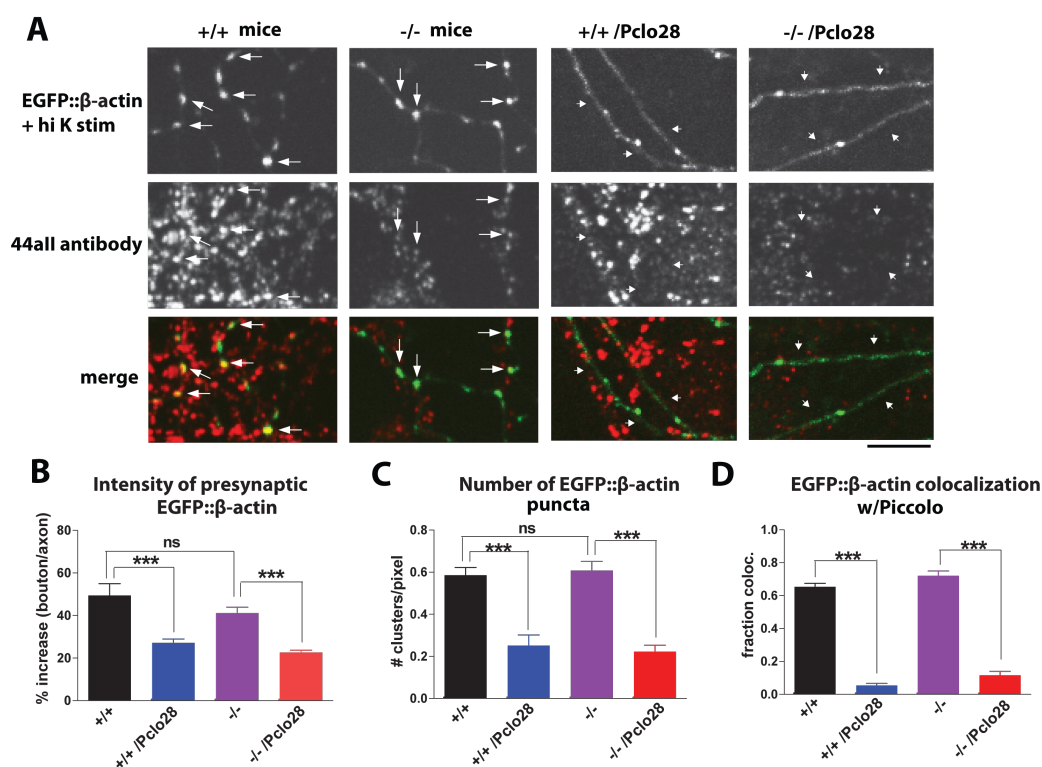 A
+/+ mice
-/- mice
+/+ /Pclo28
-/- /Pclo28
EGFP::β-actin
+ hi K stim
44all antibody
merge
B
Intensity of presynaptic
EGFP::β-actin
% increase (bouton/axon)
80
60
40
20
0
ns
***
***
+/+
+/+ /Pclo28
-/-
-/- /Pclo28
C
Number of EGFP::β-actin
puncta
# clusters/pixel
0.8
0.6
0.4
0.2
0.0
ns
***
***
+/+
+/+ /Pclo28
-/-
-/- /Pclo28
D
EGFP::β-actin colocalization
w/Piccolo
fraction coloc.
1.0
0.8
0.6
0.4
0.2
0.0
***
***
+/+
+/+ /Pclo28
-/-
-/- /Pclo28